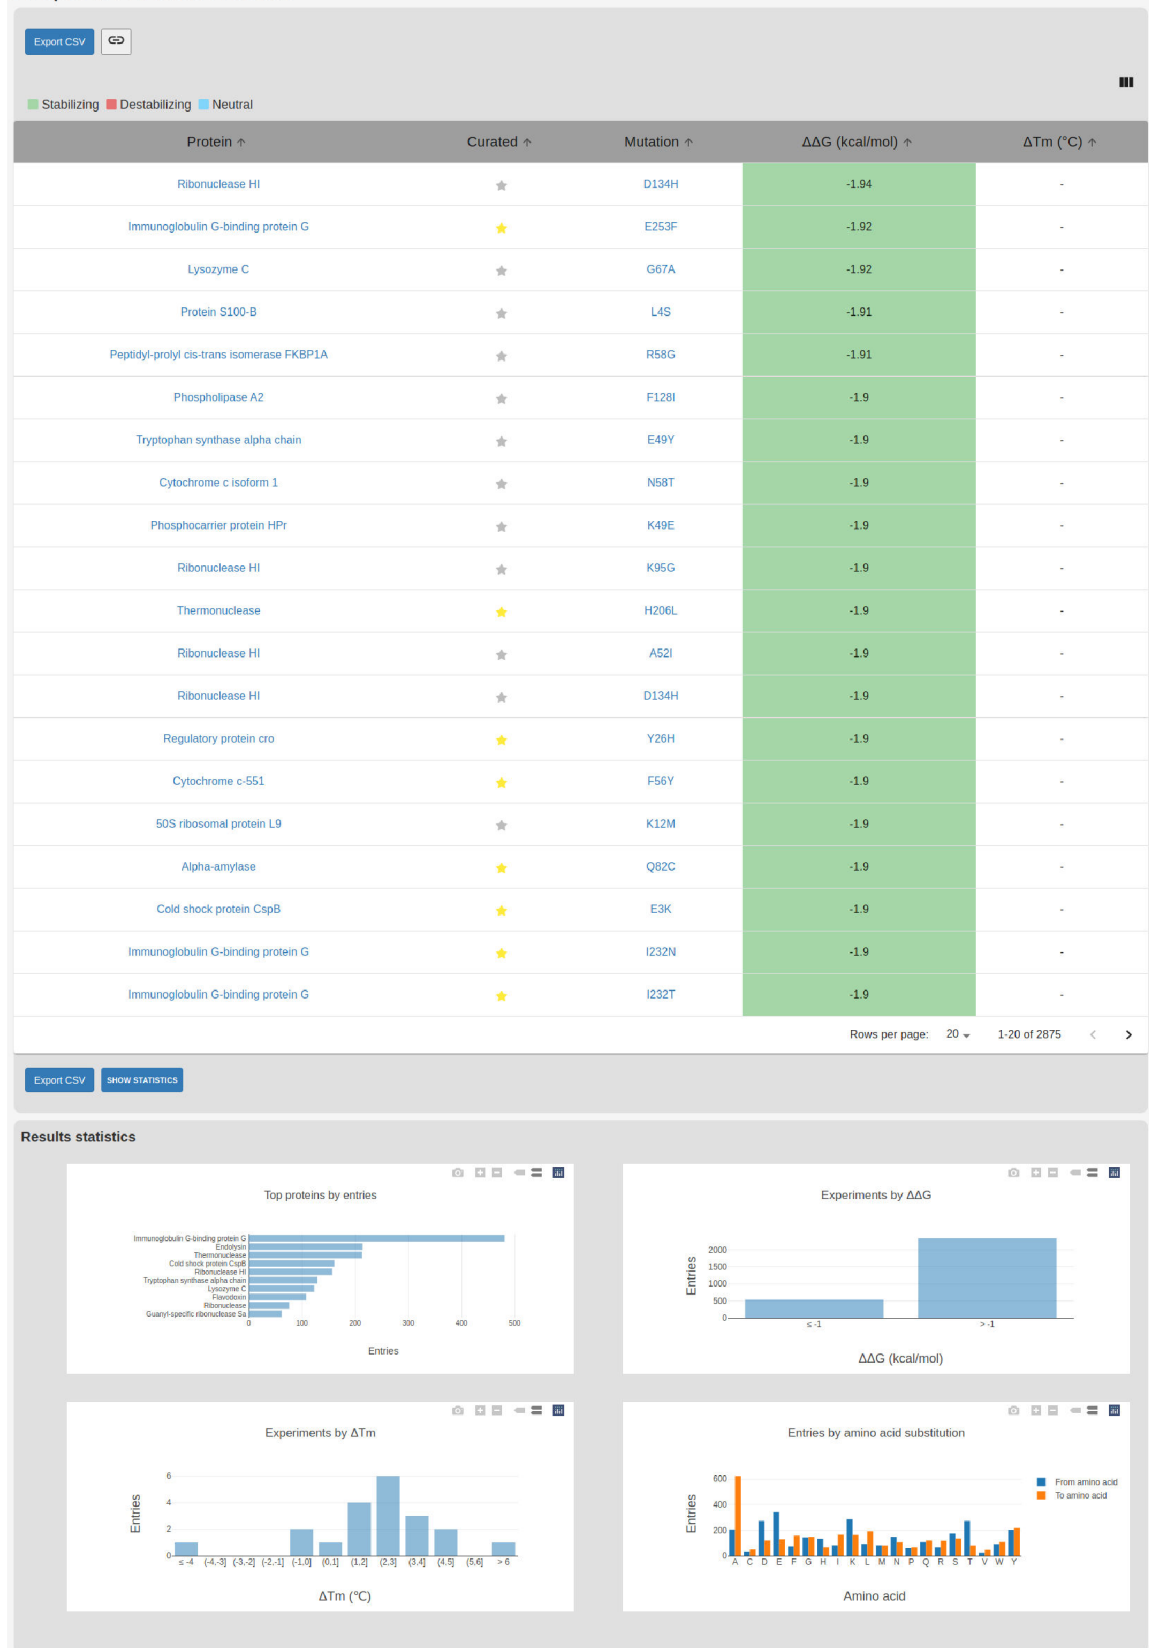 Export CSV
Stabilizing Destabilizing Neutral
Protein ↑ Curated ↑ Mutation ↑ ΔΔG (kcal/mol) ↑ ΔTm (°C) ↑
Ribonuclease HI D134H -1.94 -
Immunoglobulin G-binding protein G E253F -1.92 -
Lysozyme C G67A -1.92 -
Protein S100-B L4S -1.91 -
Peptidyl-prolyl cis-trans isomerase FKBP1A R58G -1.91 -
Phospholipase A2 F128I -1.9 -
Tryptophan synthase alpha chain E49Y -1.9 -
Cytochrome c isoform 1 N58T -1.9 -
Phosphocarrier protein HPr K49E -1.9 -
Ribonuclease HI K95G -1.9 -
Thermonuclease H206L -1.9 -
Ribonuclease HI A52I -1.9 -
Ribonuclease HI D134H -1.9 -
Regulatory protein cro Y26H -1.9 -
Cytochrome c-551 F56Y -1.9 -
50S ribosomal protein L9 K12M -1.9 -
Alpha-amylase Q82C -1.9 -
Cold shock protein CspB E3K -1.9 -
Immunoglobulin G-binding protein G I232N -1.9 -
Immunoglobulin G-binding protein G I232T -1.9 -
Rows per page: 20 1-20 of 2875 < >
Export CSV SHOW STATISTICS
Results statistics
Top proteins by entries
Immunoglobulin G-binding protein G
Endolysin
Thermonuclease
Cold shock protein CspB
Ribonuclease HI
Tryptophan synthase alpha chain
Lysozyme C
Flavodoxin
Ribonuclease
Guanyl-specific ribonuclease Sa
0 100 200 300 400 500
Entries
Experiments by ΔΔG
2000
1500
1000
500
0
Entries
≤ -1 > -1
ΔΔG (kcal/mol)
Experiments by ΔTm
6
4
2
0
Entries
≤ -4 (-4,-3] (-3,-2] (-2,-1] (-1,0] (0,1] (1,2] (2,3] (3,4] (4,5] (5,6] > 6
ΔTm (°C)
Entries by amino acid substitution
600
400
200
0
Entries
From amino acid
To amino acid
A C D E F G H I K L M N P Q R S T V W Y
Amino acid